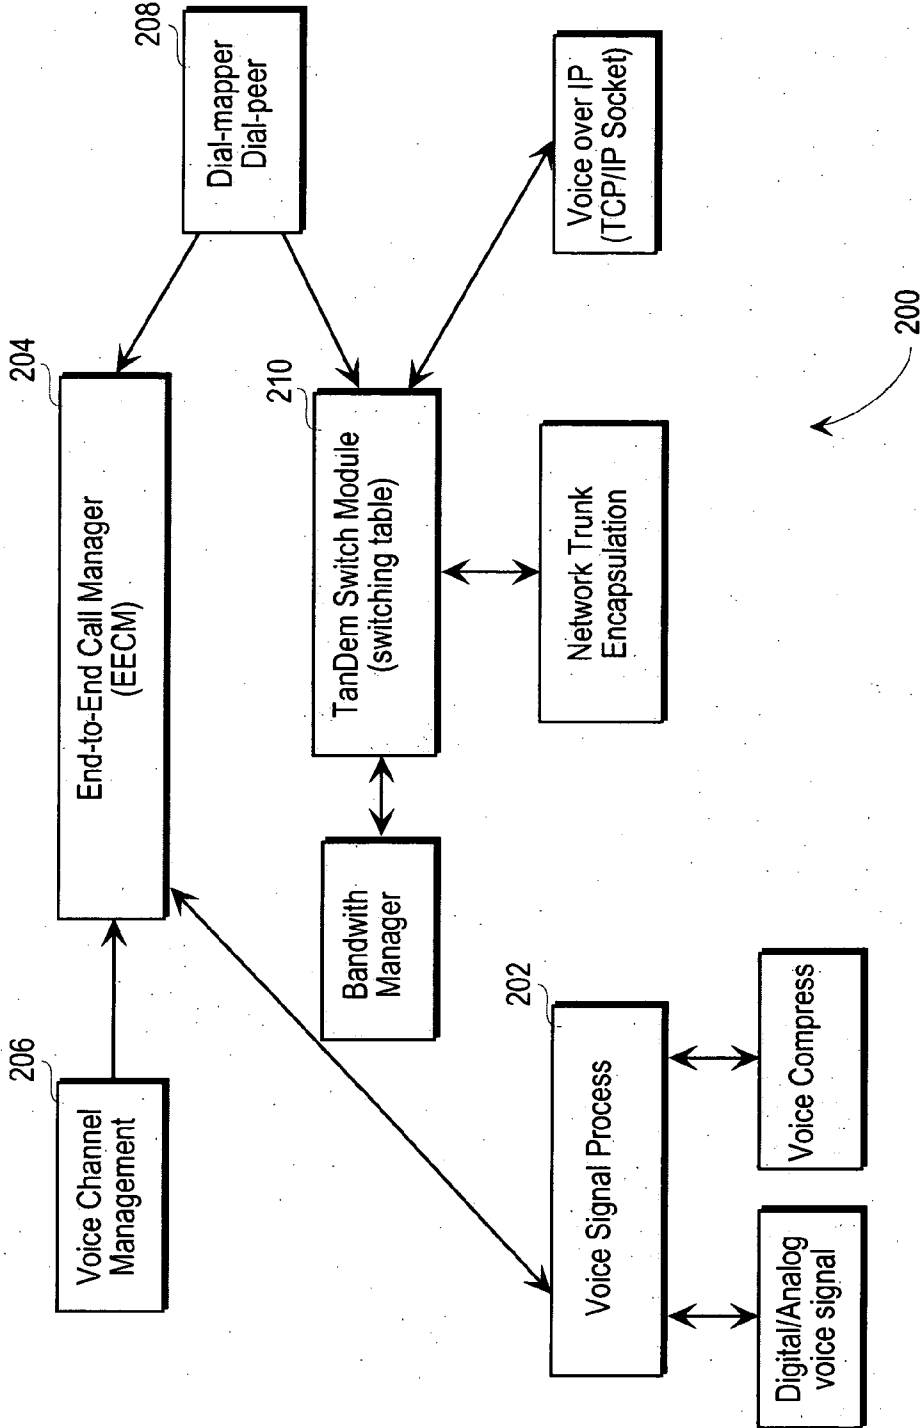 206
Voice Channel
Management
204
End-to-End Call Manager
(EECM)
208
Dial-mapper
Dial-peer
Bandwith
Manager
210
TanDem Switch Module
(switching table)
202
Voice Signal Process
Network Trunk
Encapsulation
Voice over IP
(TCP/IP Socket)
Digital/Analog
voice signal
Voice Compress
200